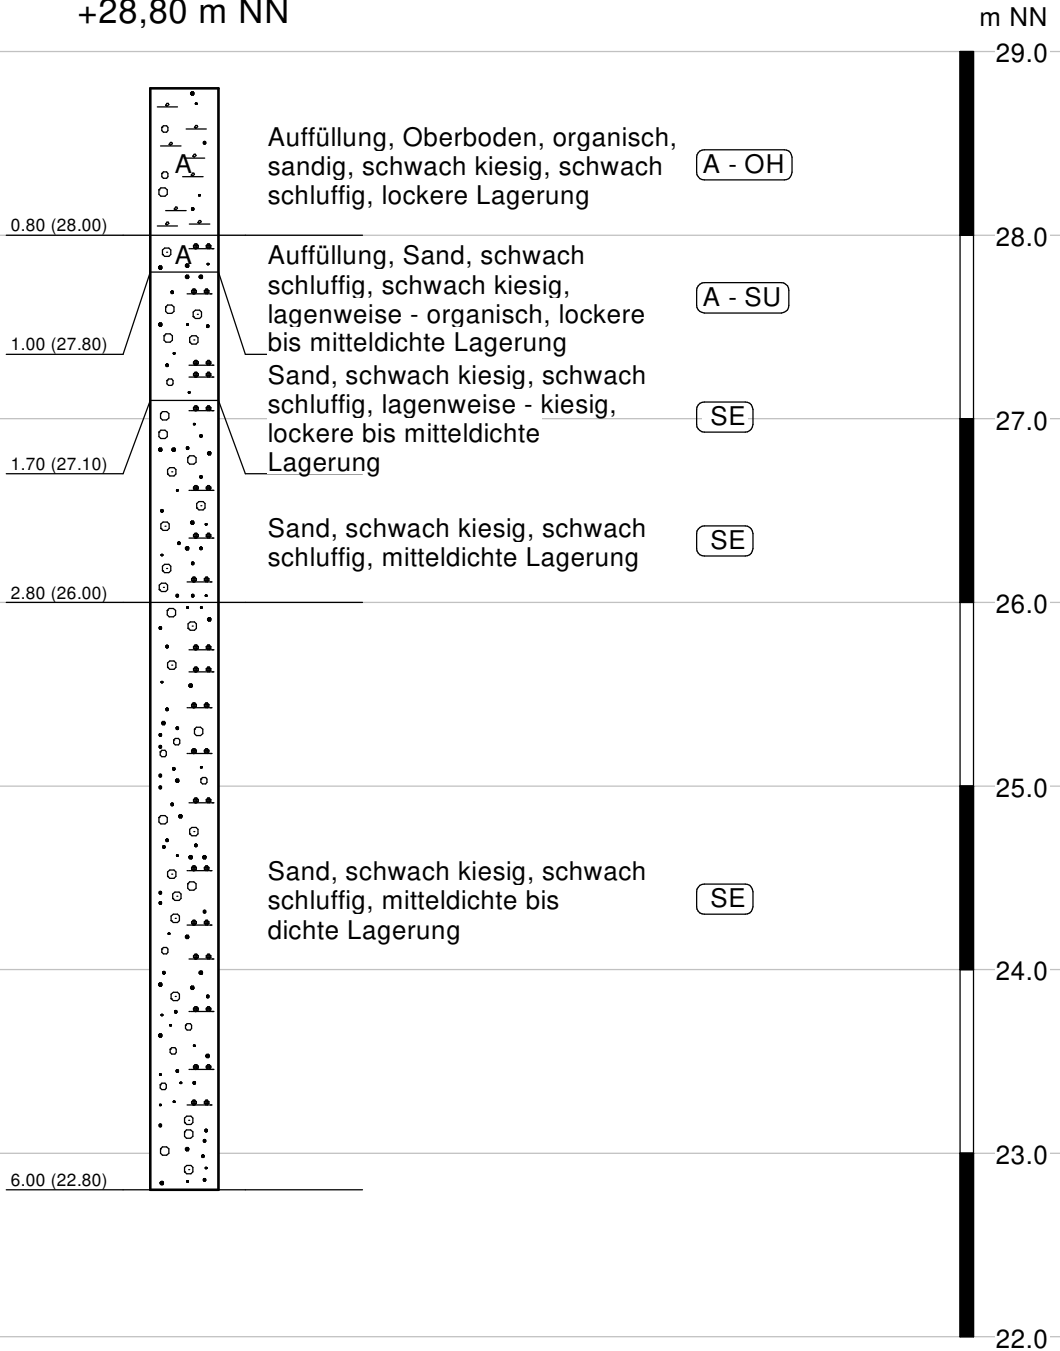 +28,80 m NN
m NN
29.0
Auffüllung, Oberboden, organisch,
sandig, schwach kiesig, schwach
schluffig, lockere Lagerung
A - OH
A
0.80 (28.00)
28.0
A
Auffüllung, Sand, schwach
schluffig, schwach kiesig,
lagenweise - organisch, lockere
bis mitteldichte Lagerung
A - SU
1.00 (27.80)
Sand, schwach kiesig, schwach
schluffig, lagenweise - kiesig,
lockere bis mitteldichte
Lagerung
SE
27.0
1.70 (27.10)
Sand, schwach kiesig, schwach
schluffig, mitteldichte Lagerung
SE
2.80 (26.00)
26.0
25.0
Sand, schwach kiesig, schwach
schluffig, mitteldichte bis
dichte Lagerung
SE
24.0
23.0
6.00 (22.80)
22.0